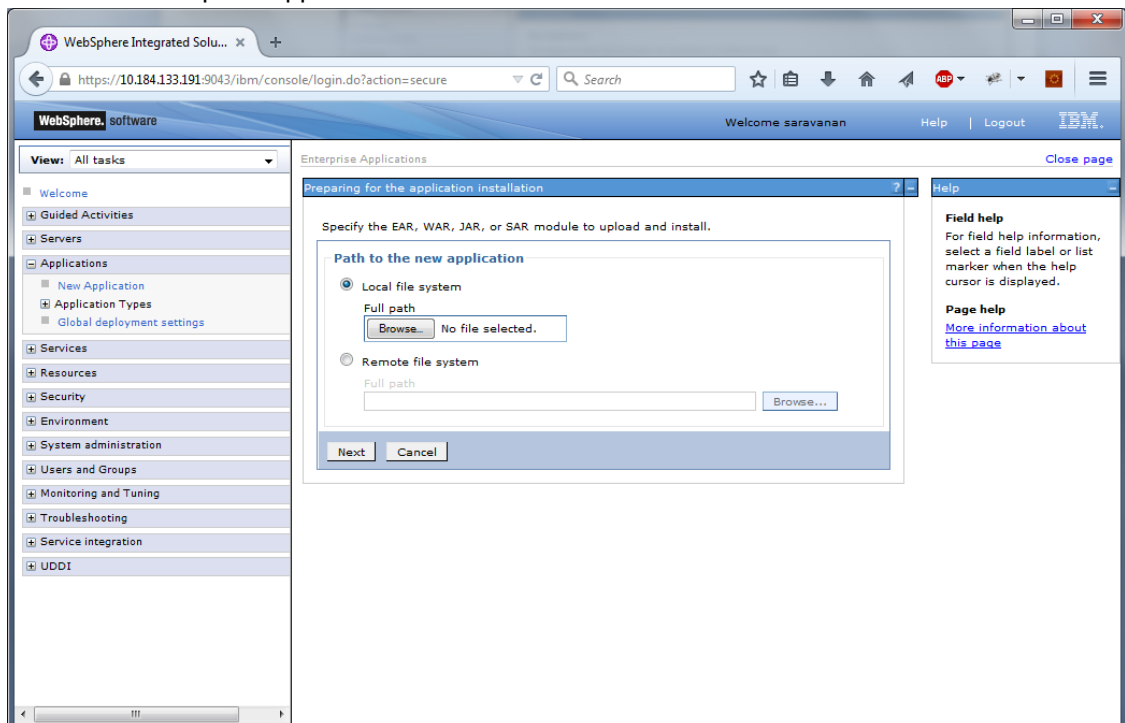 WebSphere Integrated Solu...
https://10.184.133.191:9043/ibm/console/login.do?action=secure
Search
ABP
WebSphere. software
Welcome saravanan
Help | Logout
IBM.
View: All tasks
Welcome
Guided Activities
Servers
Applications
New Application
Application Types
Global deployment settings
Services
Resources
Security
Environment
System administration
Users and Groups
Monitoring and Tuning
Troubleshooting
Service integration
UDDI
Enterprise Applications
Close page
Preparing for the application installation
Specify the EAR, WAR, JAR, or SAR module to upload and install.
Path to the new application
Local file system
Full path
Browse... No file selected.
Remote file system
Full path
Browse...
Next Cancel
Help
Field help
For field help information,
select a field label or list
marker when the help
cursor is displayed.
Page help
More information about
this page